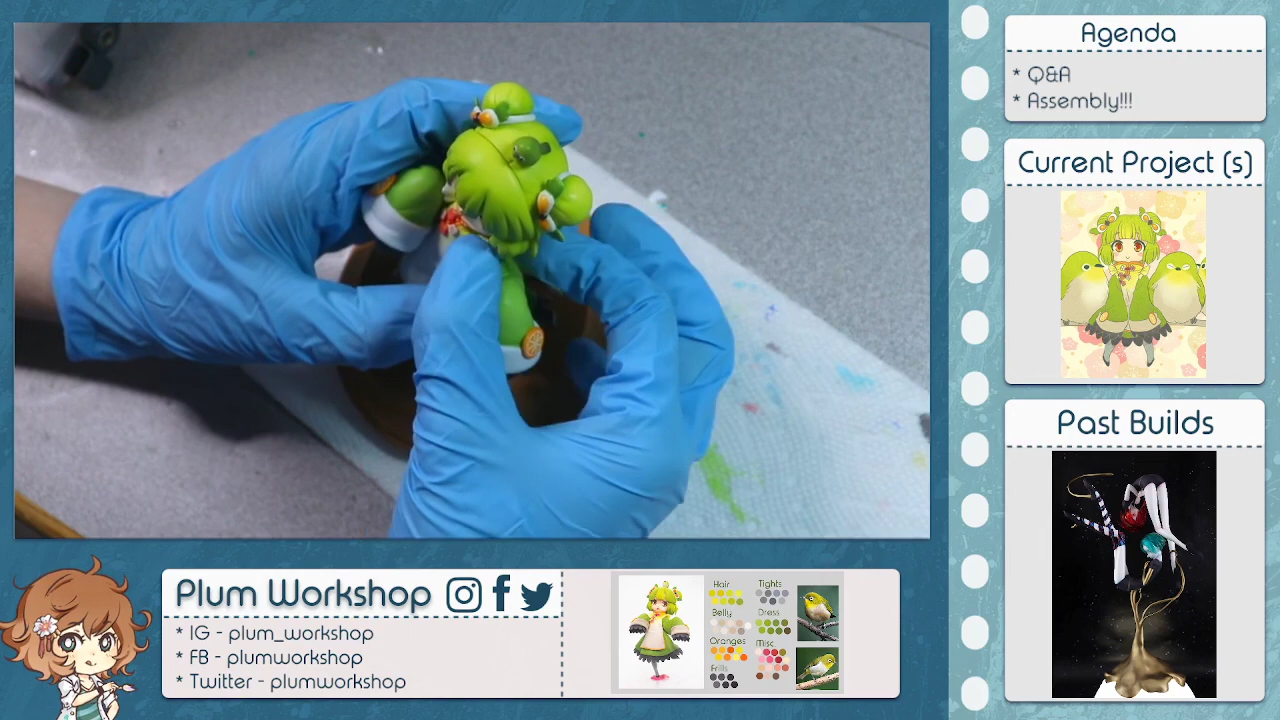 Agenda
* Q&A
* Assembly!!!
Current Project (s)
Past Builds
Plum Workshop
* IG - plum_workshop
* FB - plumworkshop
* Twitter - plumworkshop
Hair
Tights
Belly
Dress
Oranges
Misc
Frills